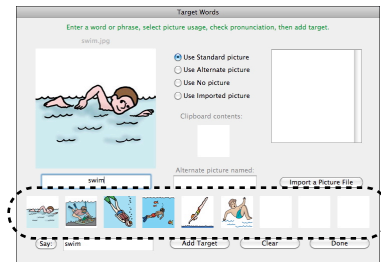 Target Words
Enter a word or phrase, select picture usage, check pronunciation, then add target.
swim.jpg
Use Standard picture
Use Alternate picture
Use No picture
Use Imported picture
Clipboard contents:
Alternate picture named:
swim
Import a Picture File
Say: swim
Add Target
Clear
Done